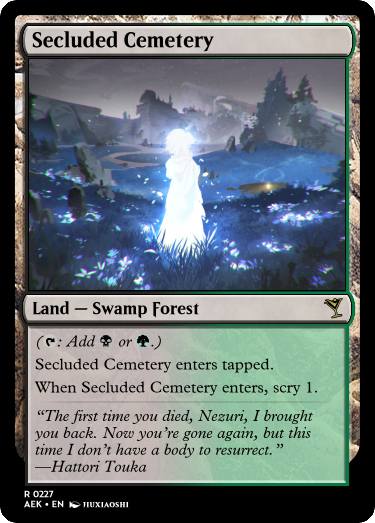 Secluded Cemetery
Land — Swamp Forest
(: Add or .)
Secluded Cemetery enters tapped.
When Secluded Cemetery enters, scry 1.
“The first time you died, Nezuri, I brought
you back. Now you're gone again, but this
time I don't have a body to resurrect.”
—Hattori Touka
R 0227
AEK • EN JIUXIAOSHI